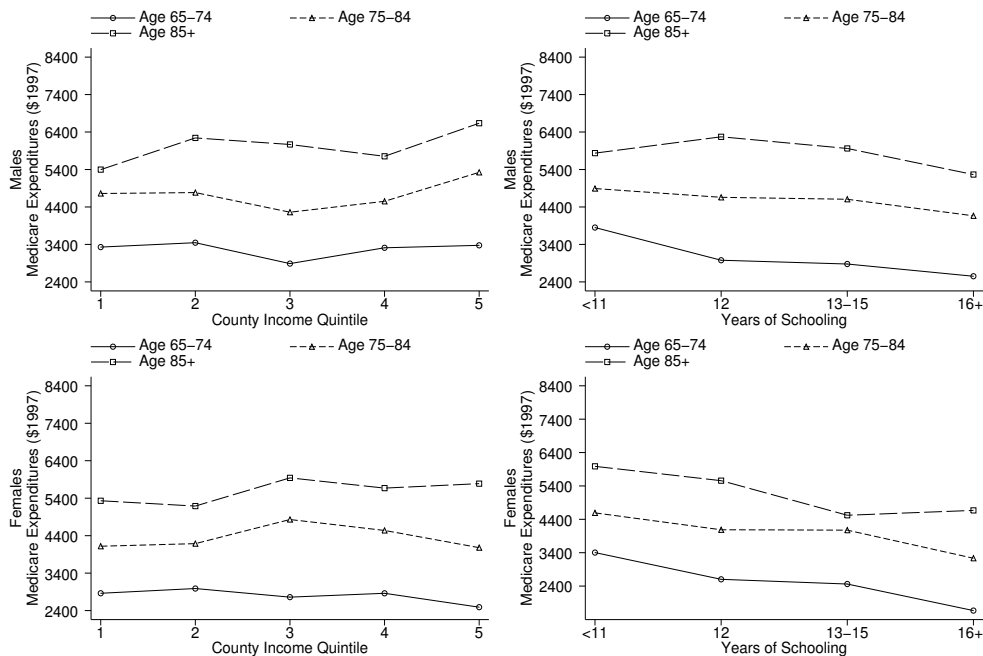 Age 65−74 Age 75−84
Age 85+
Males
Medicare Expenditures ($1997)
8400
7400
6400
5400
4400
3400
2400
1 2 3 4 5
County Income Quintile
Age 65−74 Age 75−84
Age 85+
Males
Medicare Expenditures ($1997)
8400
7400
6400
5400
4400
3400
2400
<11 12 13−15 16+
Years of Schooling
Age 65−74 Age 75−84
Age 85+
Females
Medicare Expenditures ($1997)
8400
7400
6400
5400
4400
3400
2400
1 2 3 4 5
County Income Quintile
Age 65−74 Age 75−84
Age 85+
Females
Medicare Expenditures ($1997)
8400
7400
6400
5400
4400
3400
2400
<11 12 13−15 16+
Years of Schooling